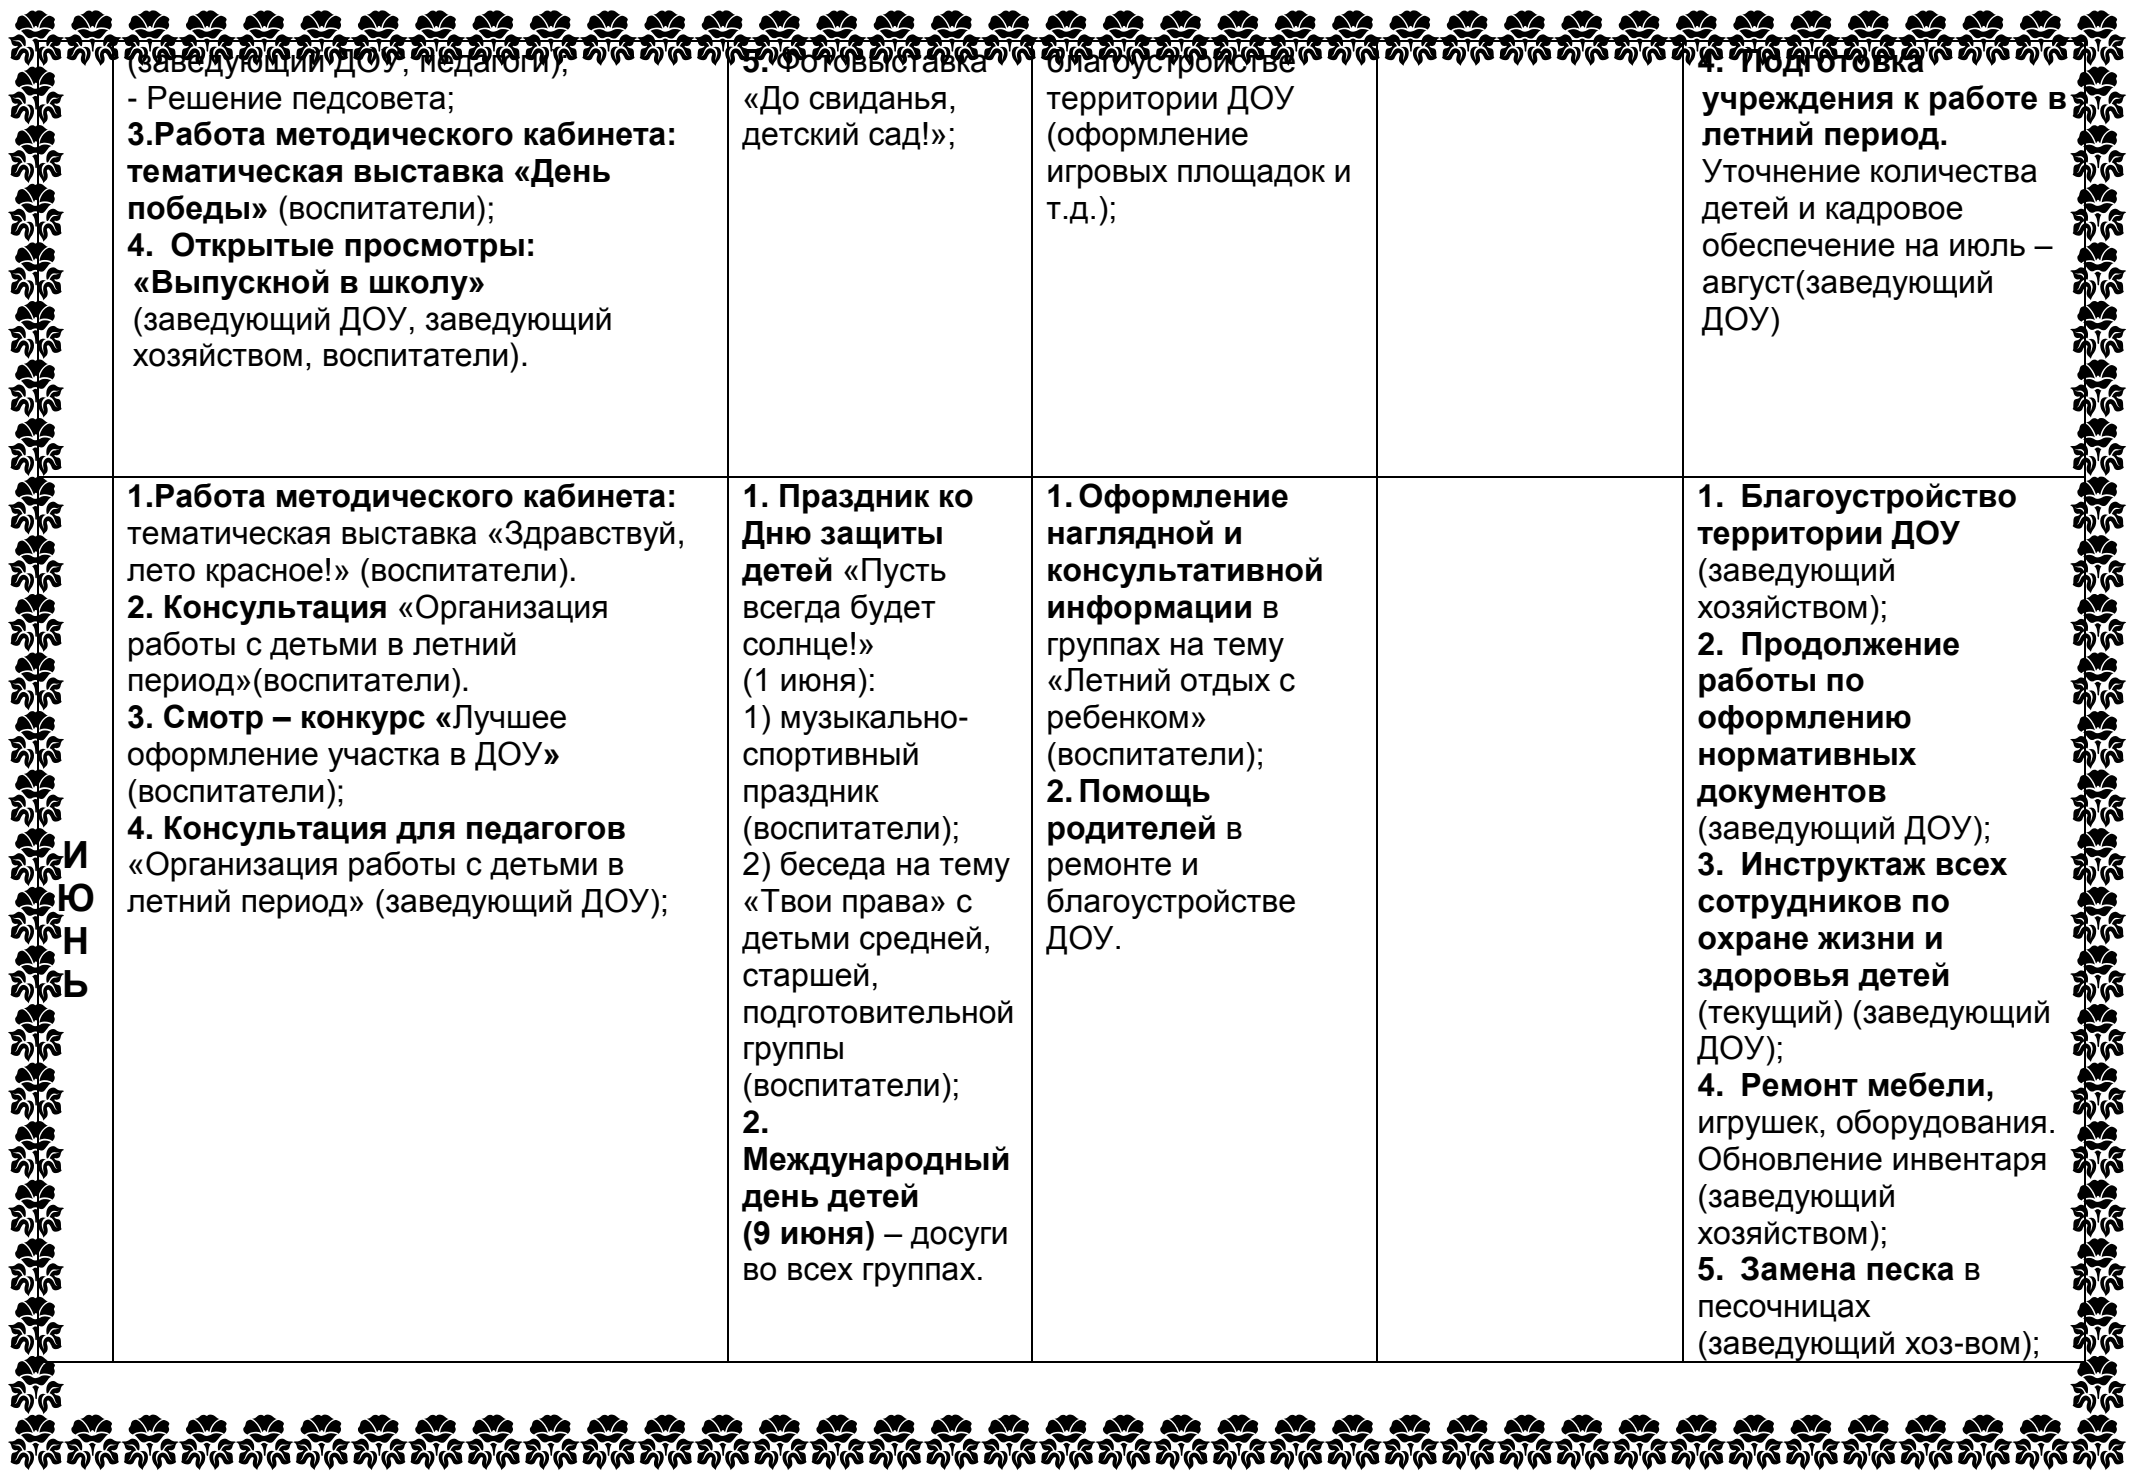 (заведующий ДОУ, педагоги);
- Решение педсовета;
3.Работа методического кабинета:
тематическая выставка «День
победы» (воспитатели);
4. Открытые просмотры:
«Выпускной в школу»
(заведующий ДОУ, заведующий
хозяйством, воспитатели).
5. Фотовыставка
«До свиданья,
детский сад!»;
благоустройстве
территории ДОУ
(оформление
игровых площадок и
т.д.);
4. Подготовка
учреждения к работе в
летний период.
Уточнение количества
детей и кадровое
обеспечение на июль –
август(заведующий
ДОУ)
И
Ю
Н
Ь
1.Работа методического кабинета:
тематическая выставка «Здравствуй,
лето красное!» (воспитатели).
2. Консультация «Организация
работы с детьми в летний
период»(воспитатели).
3. Смотр – конкурс «Лучшее
оформление участка в ДОУ»
(воспитатели);
4. Консультация для педагогов
«Организация работы с детьми в
летний период» (заведующий ДОУ);
1. Праздник ко
Дню защиты
детей «Пусть
всегда будет
солнце!»
(1 июня):
1) музыкально-
спортивный
праздник
(воспитатели);
2) беседа на тему
«Твои права» с
детьми средней,
старшей,
подготовительной
группы
(воспитатели);
2.
Международный
день детей
(9 июня) – досуги
во всех группах.
1. Оформление
наглядной и
консультативной
информации в
группах на тему
«Летний отдых с
ребенком»
(воспитатели);
2. Помощь
родителей в
ремонте и
благоустройстве
ДОУ.
1. Благоустройство
территории ДОУ
(заведующий
хозяйством);
2. Продолжение
работы по
оформлению
нормативных
документов
(заведующий ДОУ);
3. Инструктаж всех
сотрудников по
охране жизни и
здоровья детей
(текущий) (заведующий
ДОУ);
4. Ремонт мебели,
игрушек, оборудования.
Обновление инвентаря
(заведующий
хозяйством);
5. Замена песка в
песочницах
(заведующий хоз-вом);